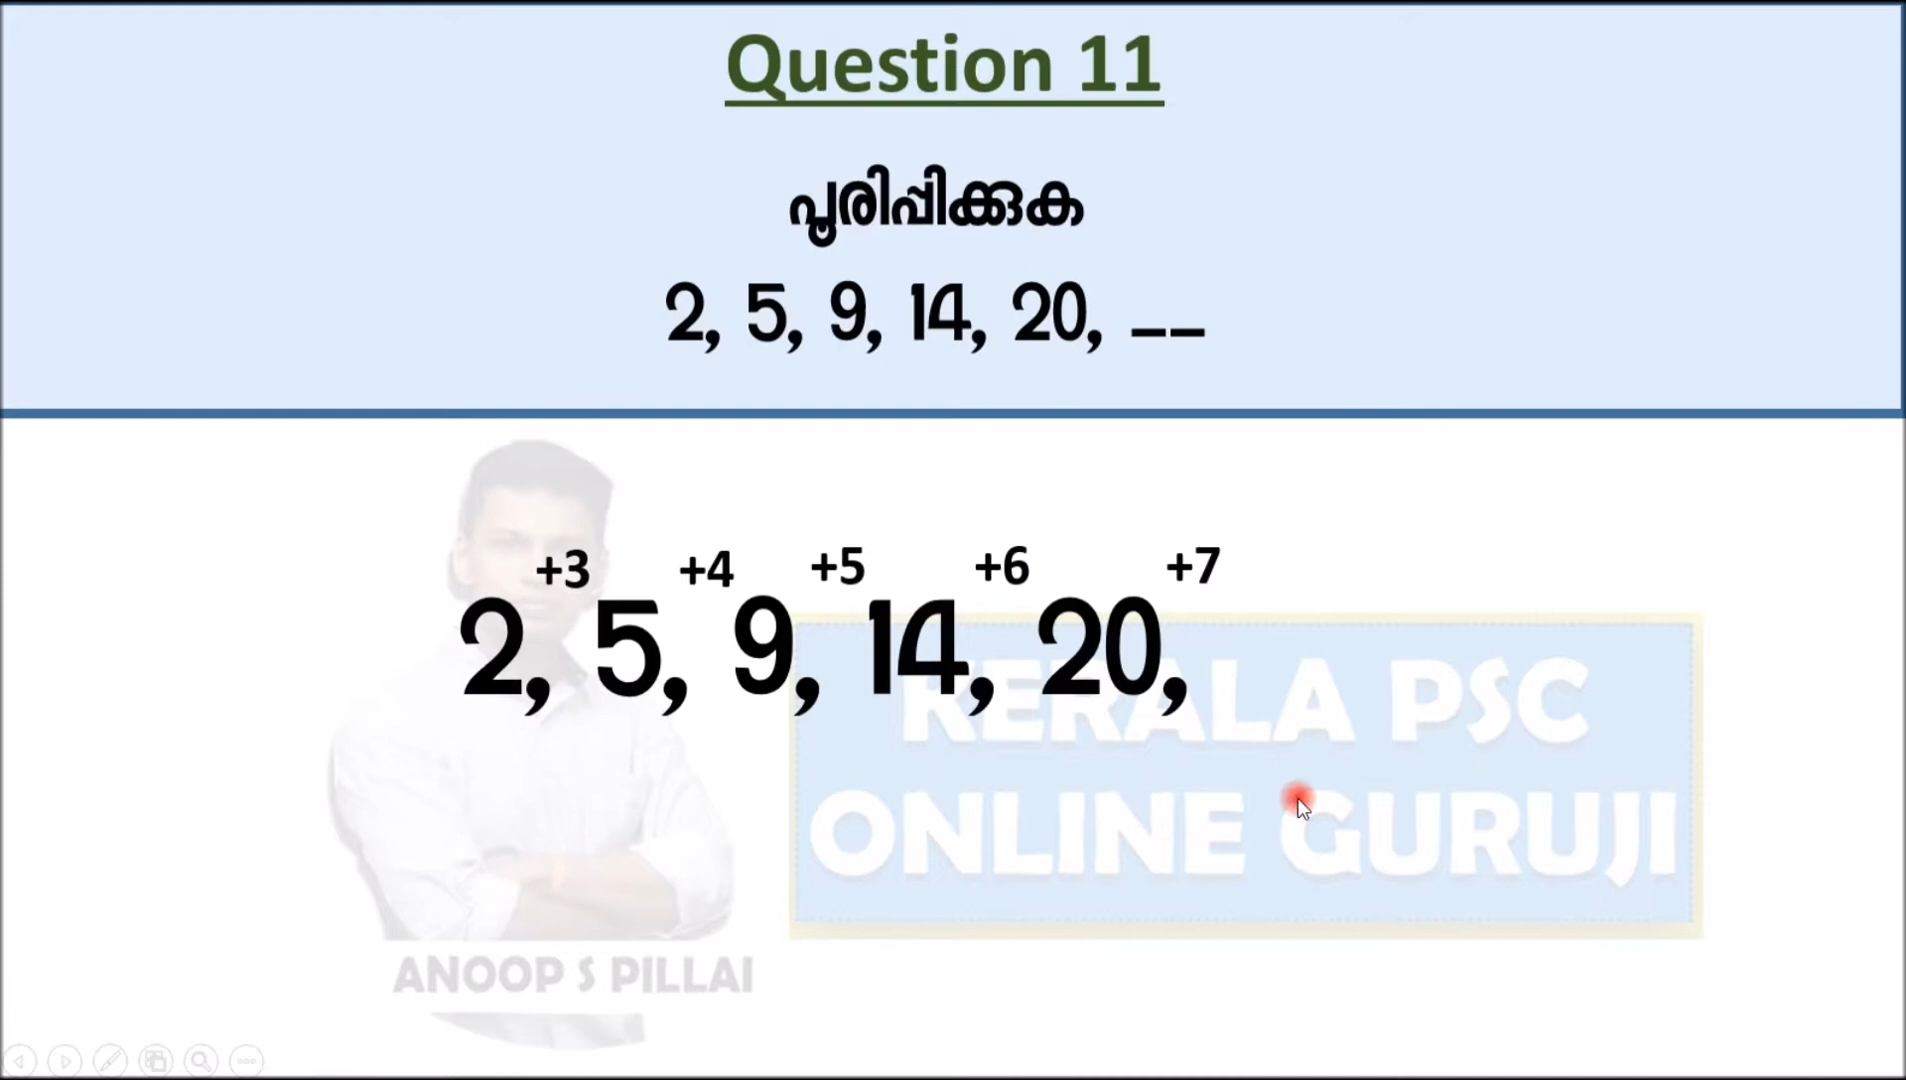 Question 11
പൂരിപ്പിക്കുക
2, 5, 9, 14, 20, __
+3 +4 +5 +6 +7
2, 5, 9, 14, 20,
KERALA PSC
ONLINE GURUJI
ANOOP S PILLAI